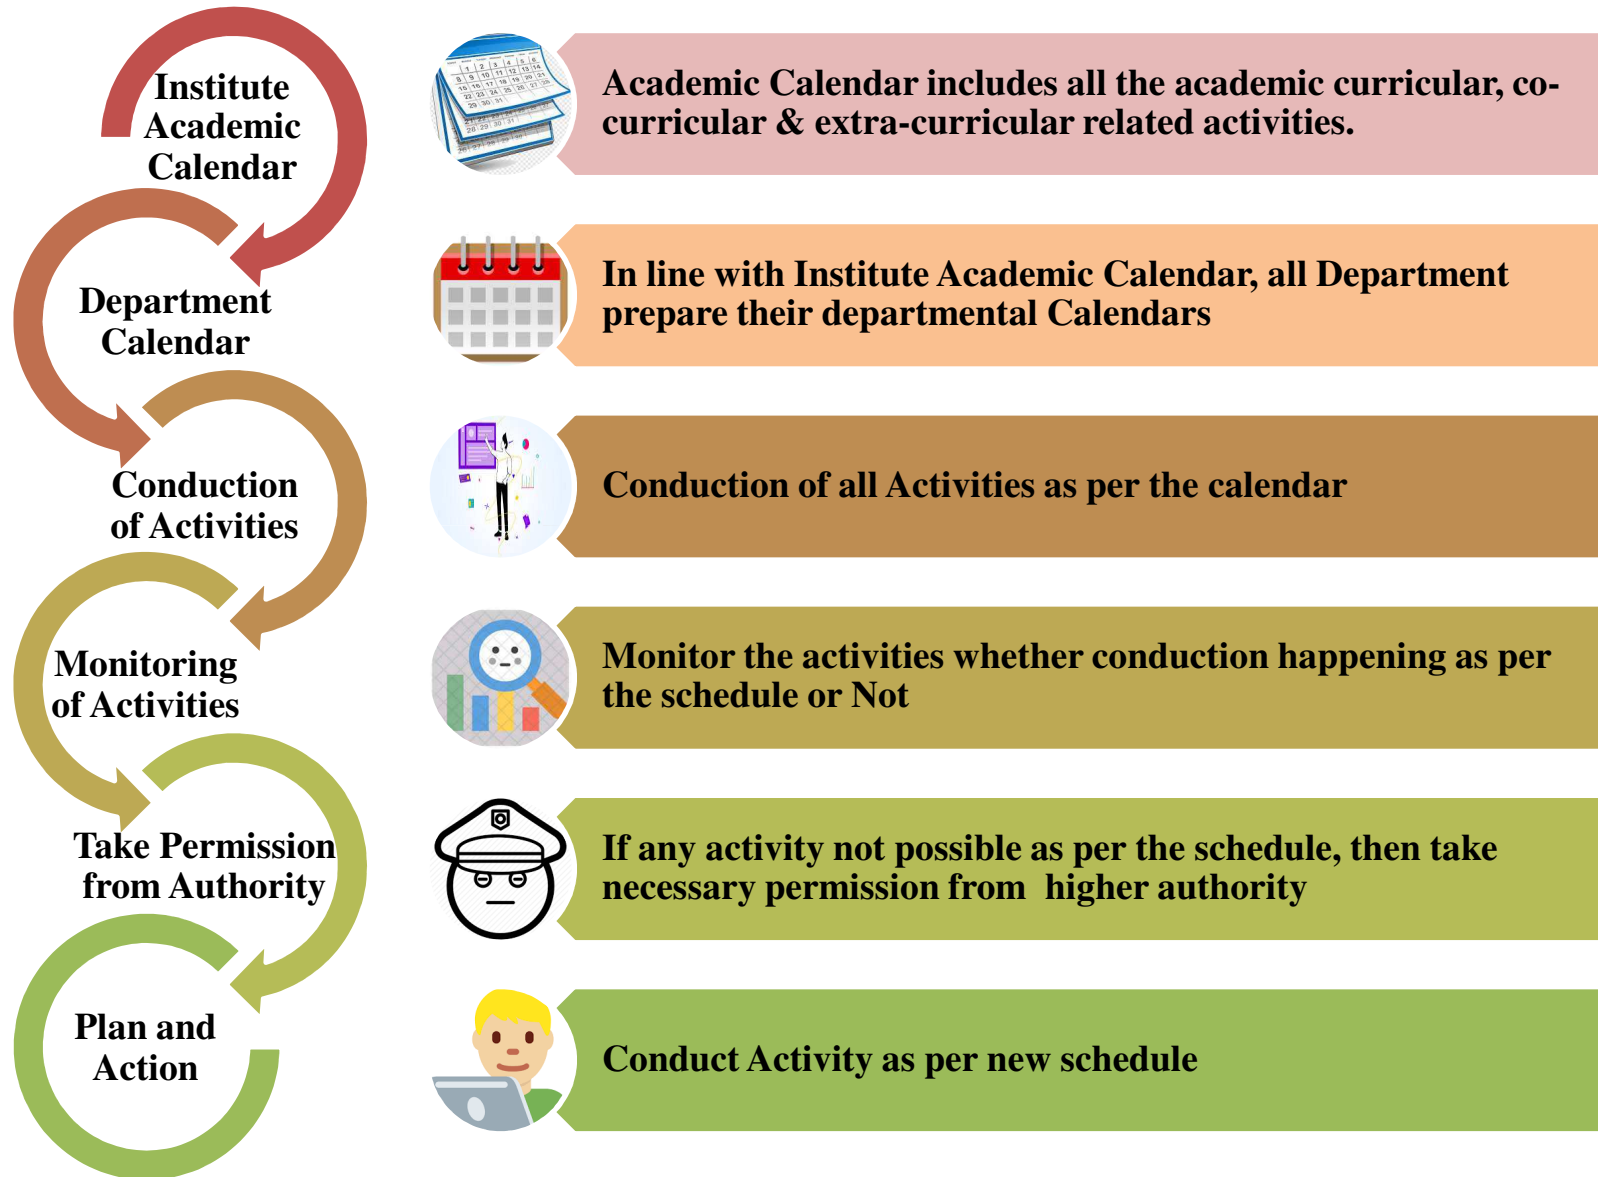 Institute
Academic
Calendar
Academic Calendar includes all the academic curricular, co-
curricular & extra-curricular related activities.
Department
Calendar
In line with Institute Academic Calendar, all Department
prepare their departmental Calendars
Conduction
of Activities
Conduction of all Activities as per the calendar
Monitoring
of Activities
Monitor the activities whether conduction happening as per
the schedule or Not
Take Permission
from Authority
If any activity not possible as per the schedule, then take
necessary permission from  higher authority
Plan and
Action
Conduct Activity as per new schedule